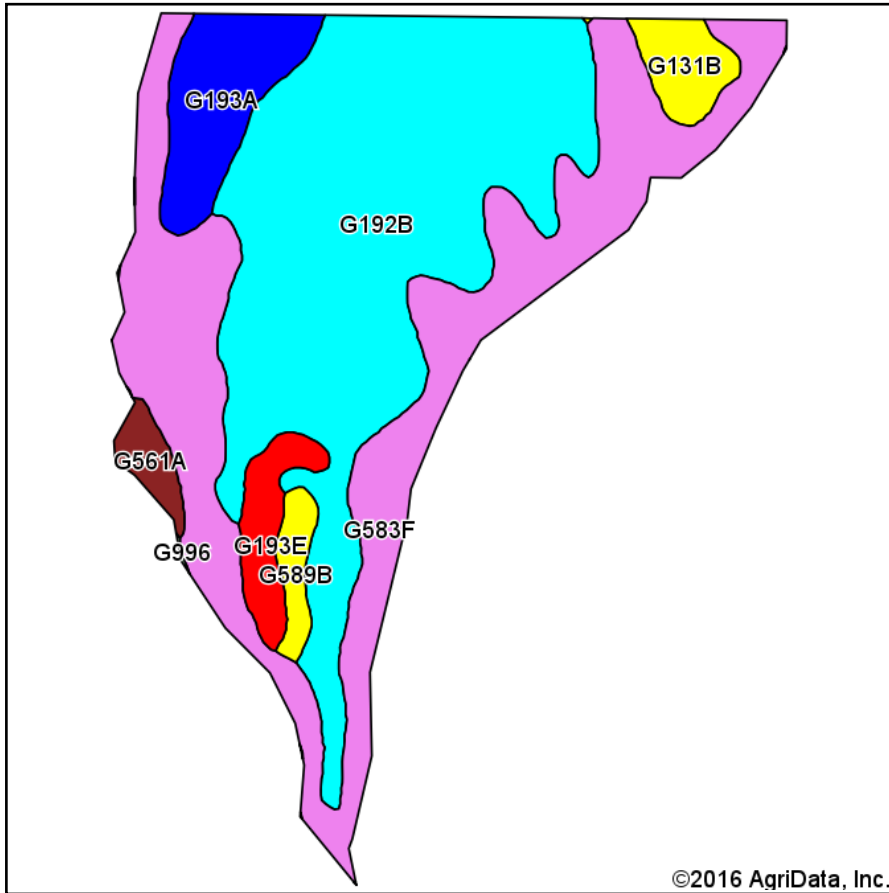 G131B
G193A
G192B
G561A
G583F
G996
G193E
G589B
©2016 AgriData, Inc.